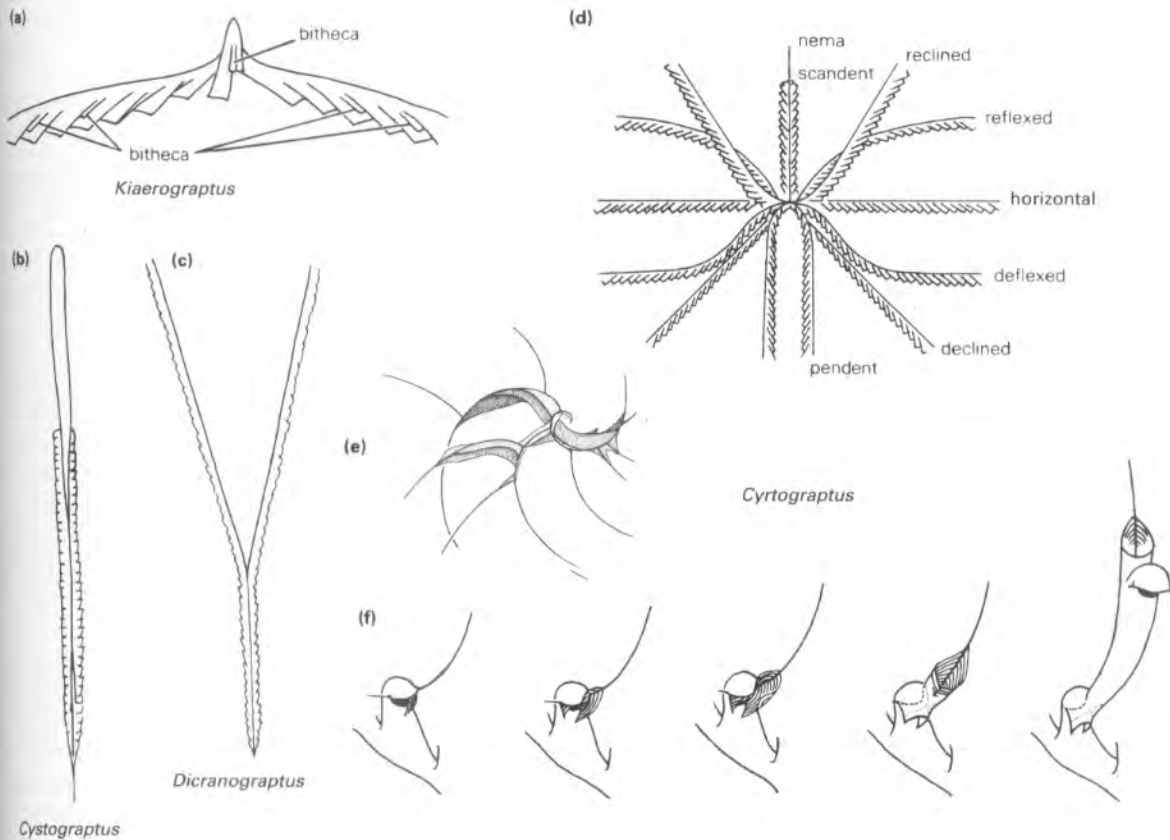 (a)
bitheca
bitheca
Kiaerograptus
(d)
nema
scandent
reclined
reflexed
horizontal
deflexed
declined
pendent
(b)
(c)
(e)
Cyrtograptus
(f)
Dicranograptus
Cystograptus